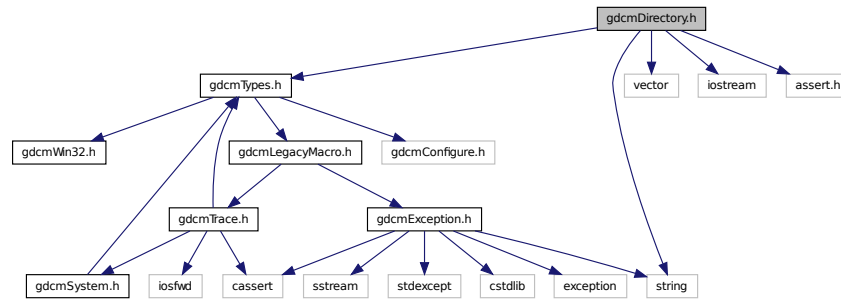 gdcmDirectory.h
gdcmTypes.h
vector
iostream
assert.h
gdcmWin32.h
gdcmLegacyMacro.h
gdcmConfigure.h
gdcmTrace.h
gdcmException.h
gdcmSystem.h
iosfwd
cassert
sstream
stdexcept
cstdlib
exception
string